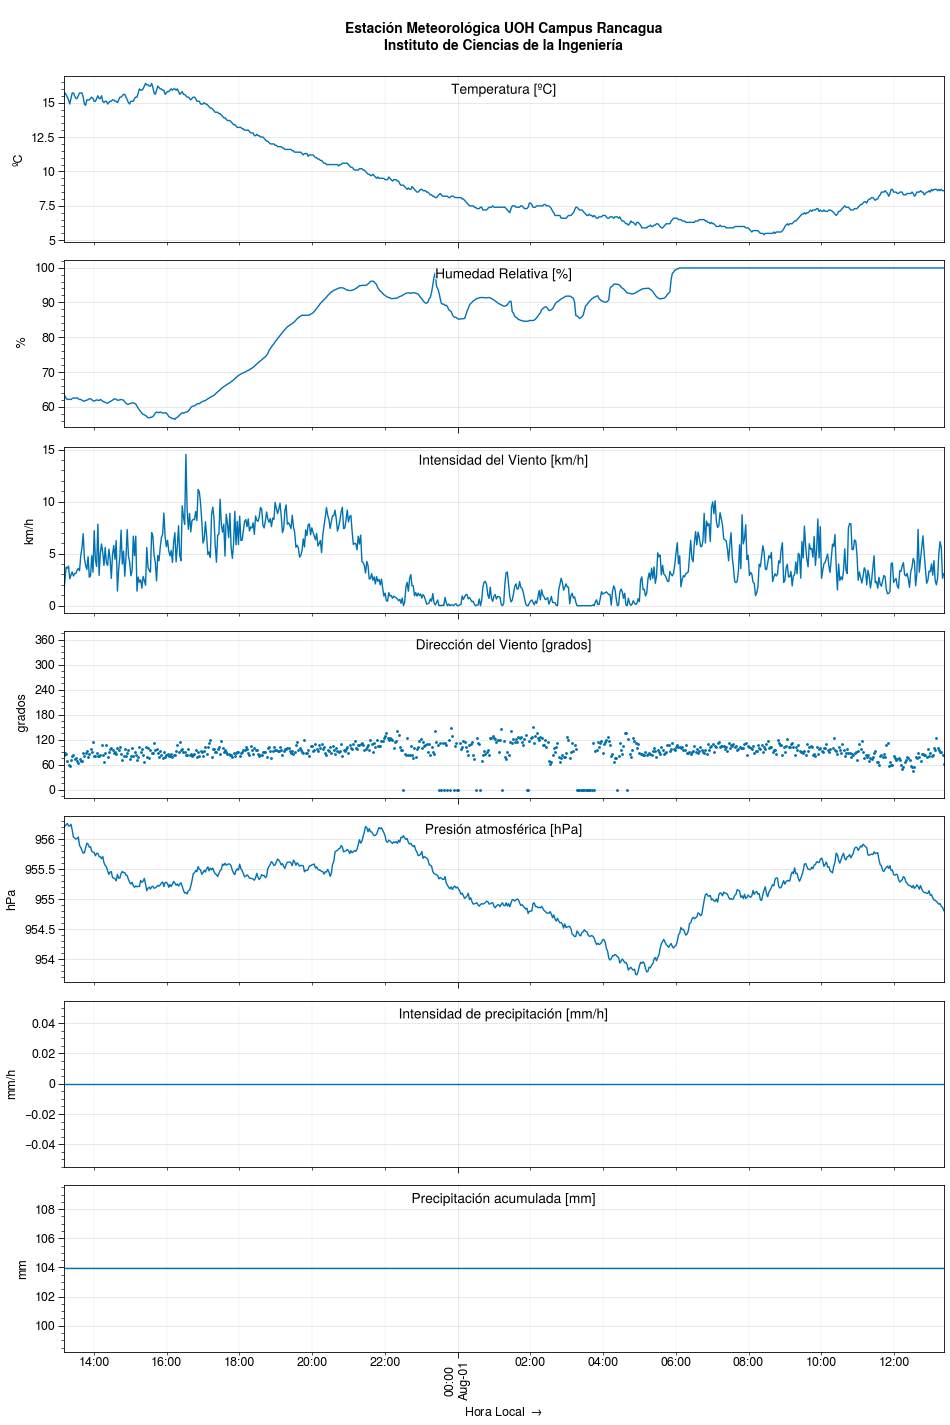 Estación Meteorológica UOH Campus Rancagua
Instituto de Ciencias de la Ingeniería
Temperatura [ºC]
15
12.5
10
7.5
5
ºC
Humedad Relativa [%]
100
90
80
70
60
%
Intensidad del Viento [km/h]
15
10
5
0
km/h
Dirección del Viento [grados]
360
300
240
180
120
60
0
grados
Presión atmosférica [hPa]
956
955.5
955
954.5
954
hPa
Intensidad de precipitación [mm/h]
0.04
0.02
0
−0.02
−0.04
mm/h
Precipitación acumulada [mm]
108
106
104
102
100
mm
14:00 16:00 18:00 20:00 22:00 00:00 02:00 04:00 06:00 08:00 10:00 12:00
Aug-01
Hora Local →